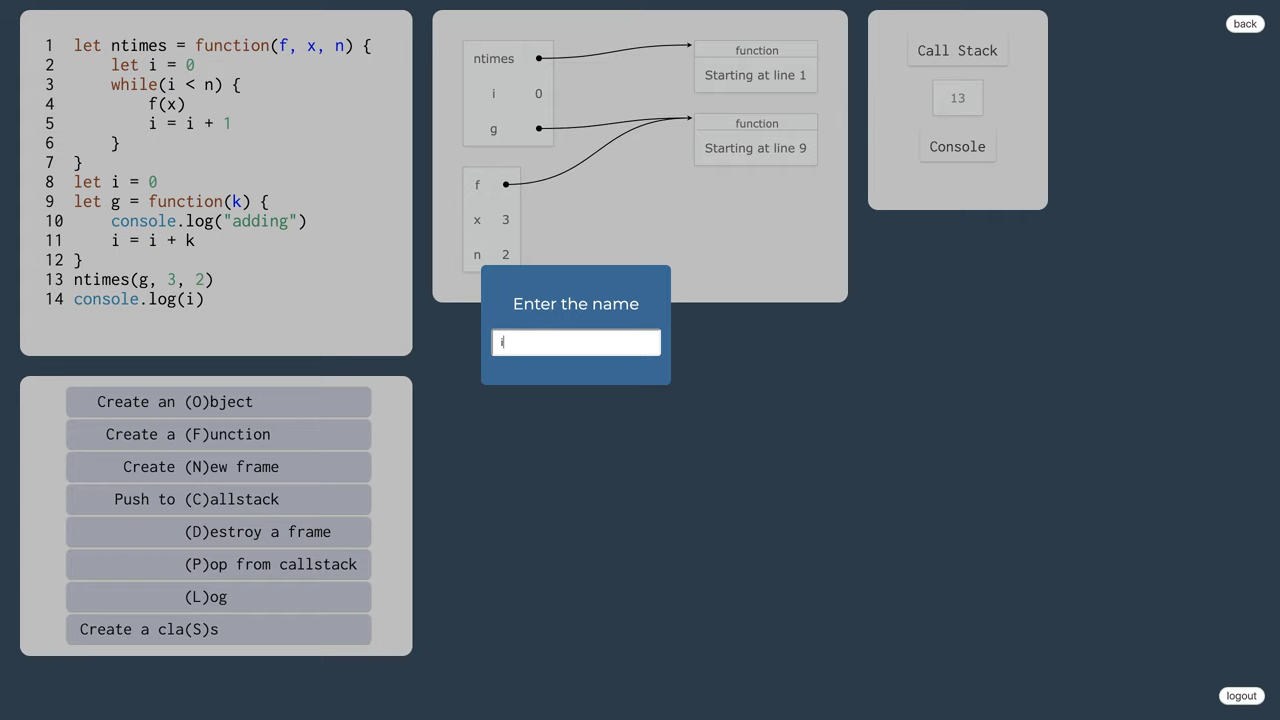 1 let ntimes = function(f, x, n) {
2     let i = 0
3     while(i < n) {
4         f(x)
5         i = i + 1
6     }
7 }
8 let i = 0
9 let g = function(k) {
10     console.log("adding")
11     i = i + k
12 }
13 ntimes(g, 3, 2)
14 console.log(i)
Create an (O)bject
Create a (F)unction
Create (N)ew frame
Push to (C)allstack
(D)estroy a frame
(P)op from callstack
(L)og
Create a cla(S)s
ntimes
i 0
g
function
Starting at line 1
function
Starting at line 9
f
x 3
n 2
Enter the name
i
Call Stack
13
Console
back
logout